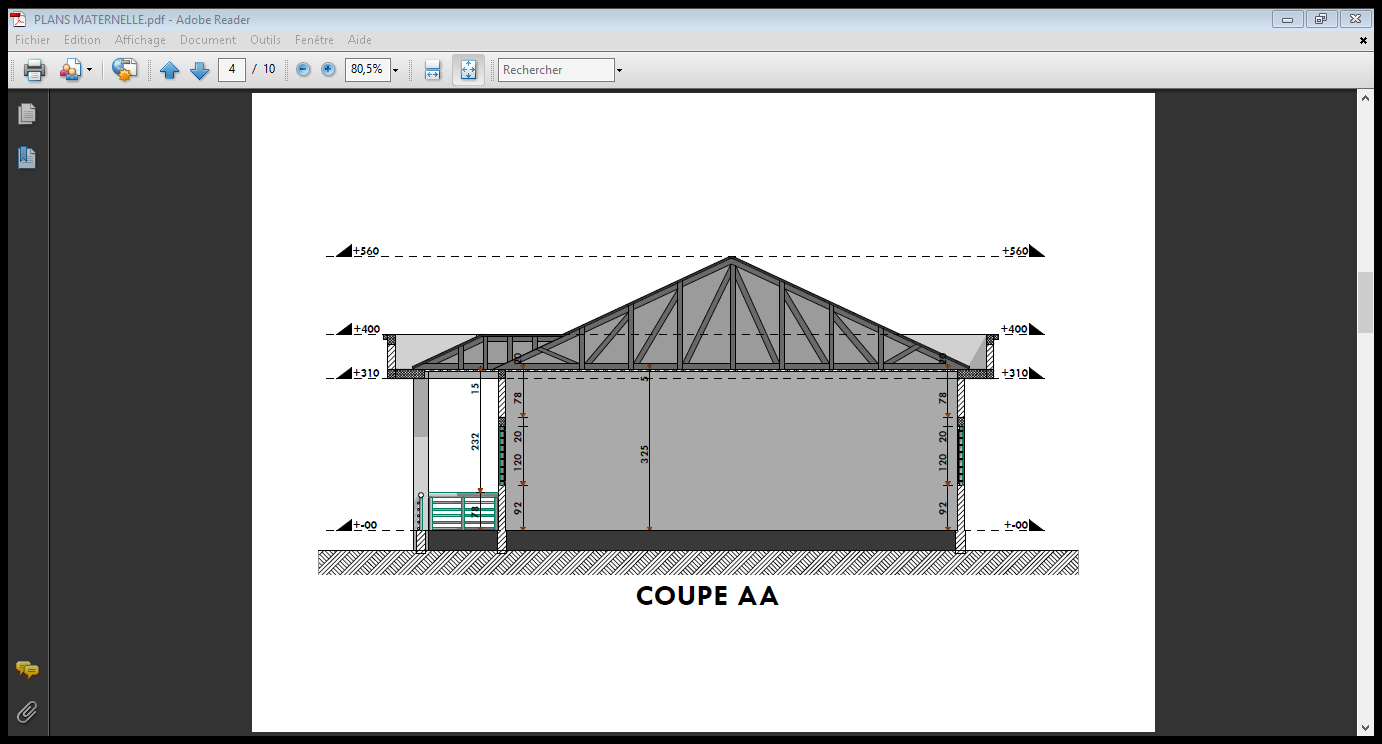 PLANS MATERNELLE.pdf - Adobe Reader
Fichier Edition Affichage Document Outils Fenêtre Aide
4 / 10 80,5% Rechercher
+560 +560
+400 +400
20 20
+310 +310
15 78 5 78
232 20 325 20
120 120
78 92 92
+-00 +-00
COUPE AA